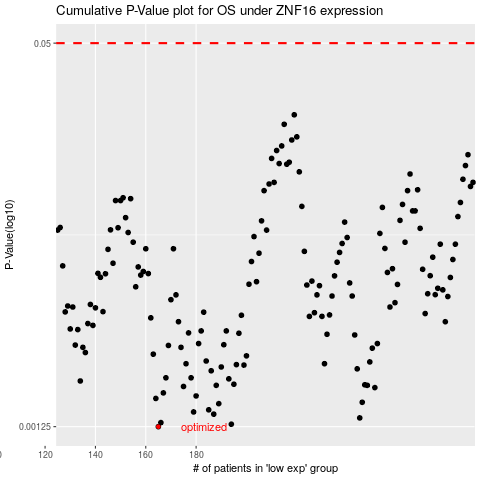 Cumulative P-Value plot for OS under ZNF16 expression
0.05
P-Value(log10)
0.00125
optimized
0 120 140 160 180
# of patients in 'low exp' group